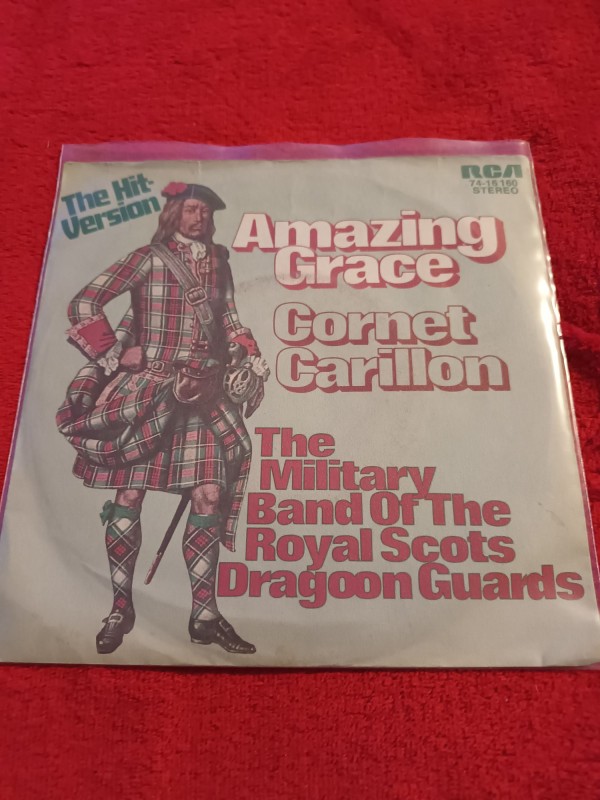 The Hit-
Version
RCA
74-16 160
STEREO
Amazing
Grace
Cornet
Carillon
The
Military
Band Of The
Royal Scots
Dragoon Guards